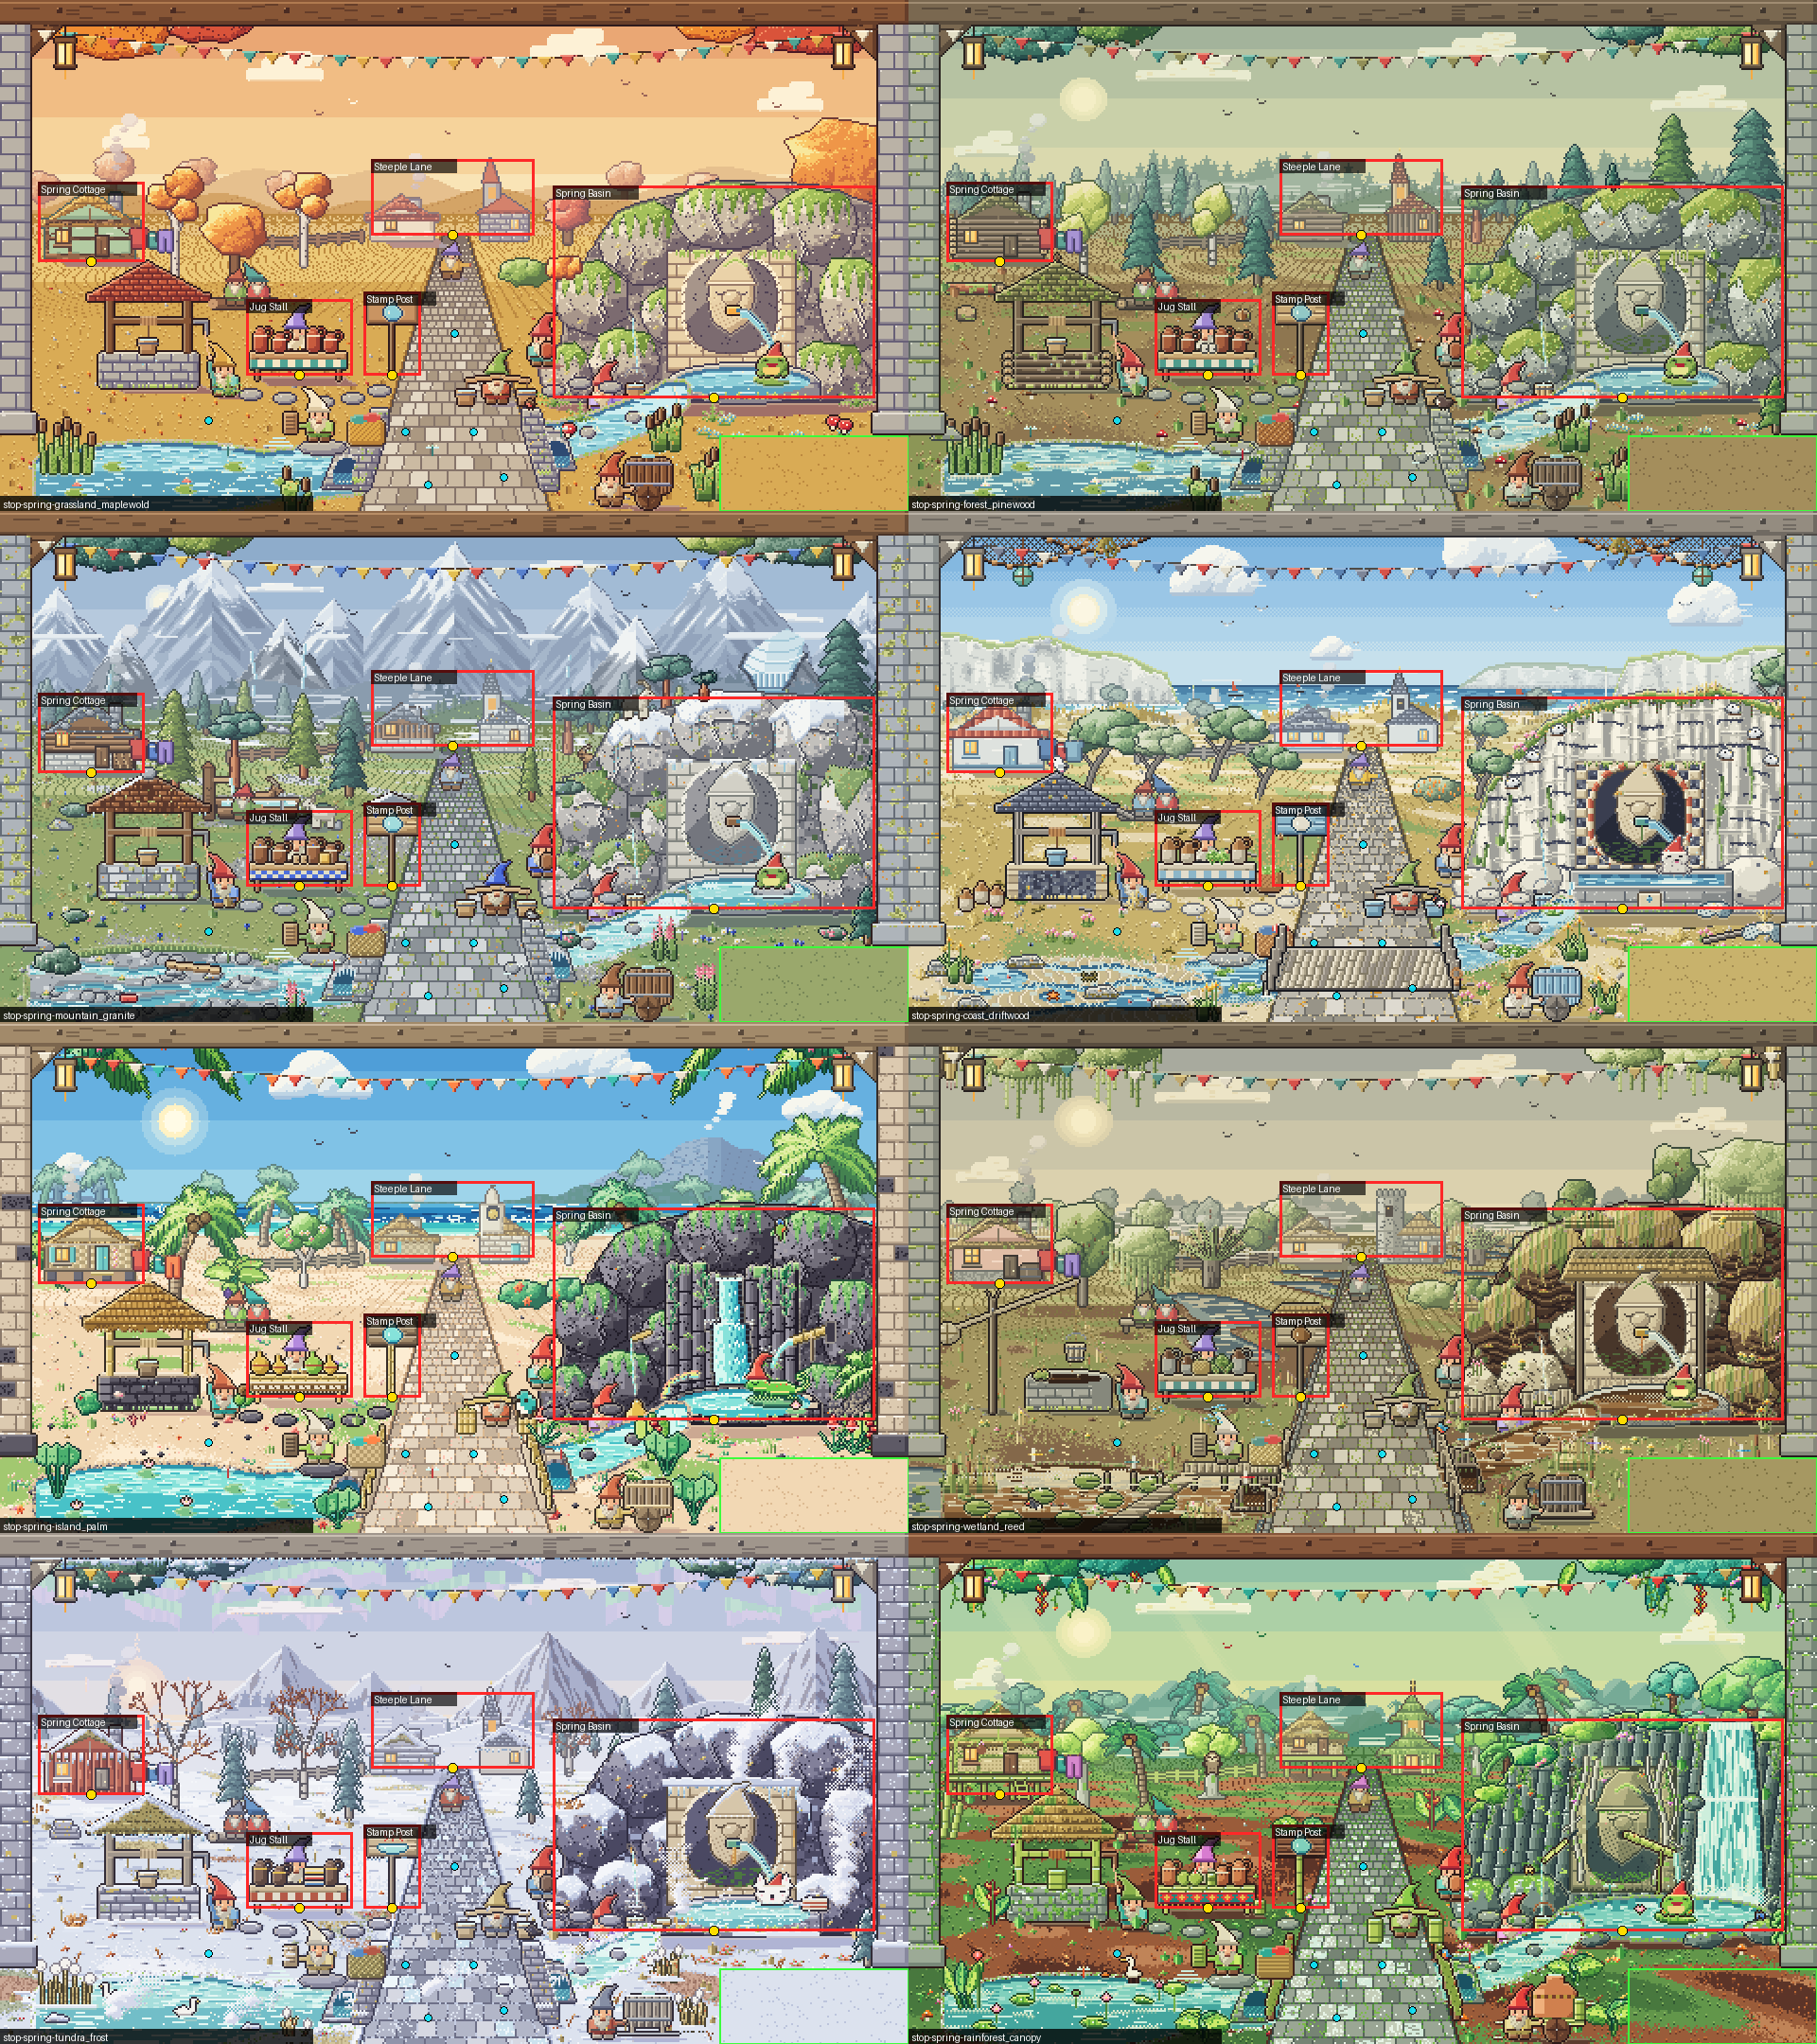 Steeple Lane
Spring Cottage
Spring Basin
Jug Stall
Stamp Post
stop-spring-grassland_maplewold
Steeple Lane
Spring Cottage
Spring Basin
Jug Stall
Stamp Post
stop-spring-forest_pinewood
Steeple Lane
Spring Cottage
Spring Basin
Jug Stall
Stamp Post
stop-spring-mountain_granite
Steeple Lane
Spring Cottage
Spring Basin
Jug Stall
Stamp Post
stop-spring-coast_driftwood
Steeple Lane
Spring Cottage
Spring Basin
Jug Stall
Stamp Post
stop-spring-island_palm
Steeple Lane
Spring Cottage
Spring Basin
Jug Stall
Stamp Post
stop-spring-wetland_reed
Steeple Lane
Spring Cottage
Spring Basin
Jug Stall
Stamp Post
stop-spring-tundra_frost
Steeple Lane
Spring Cottage
Spring Basin
Jug Stall
Stamp Post
stop-spring-rainforest_canopy